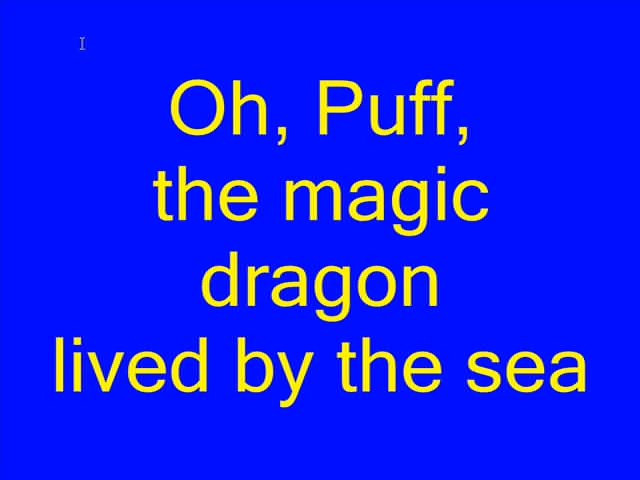 Oh, Puff,
the magic
dragon
lived by the sea